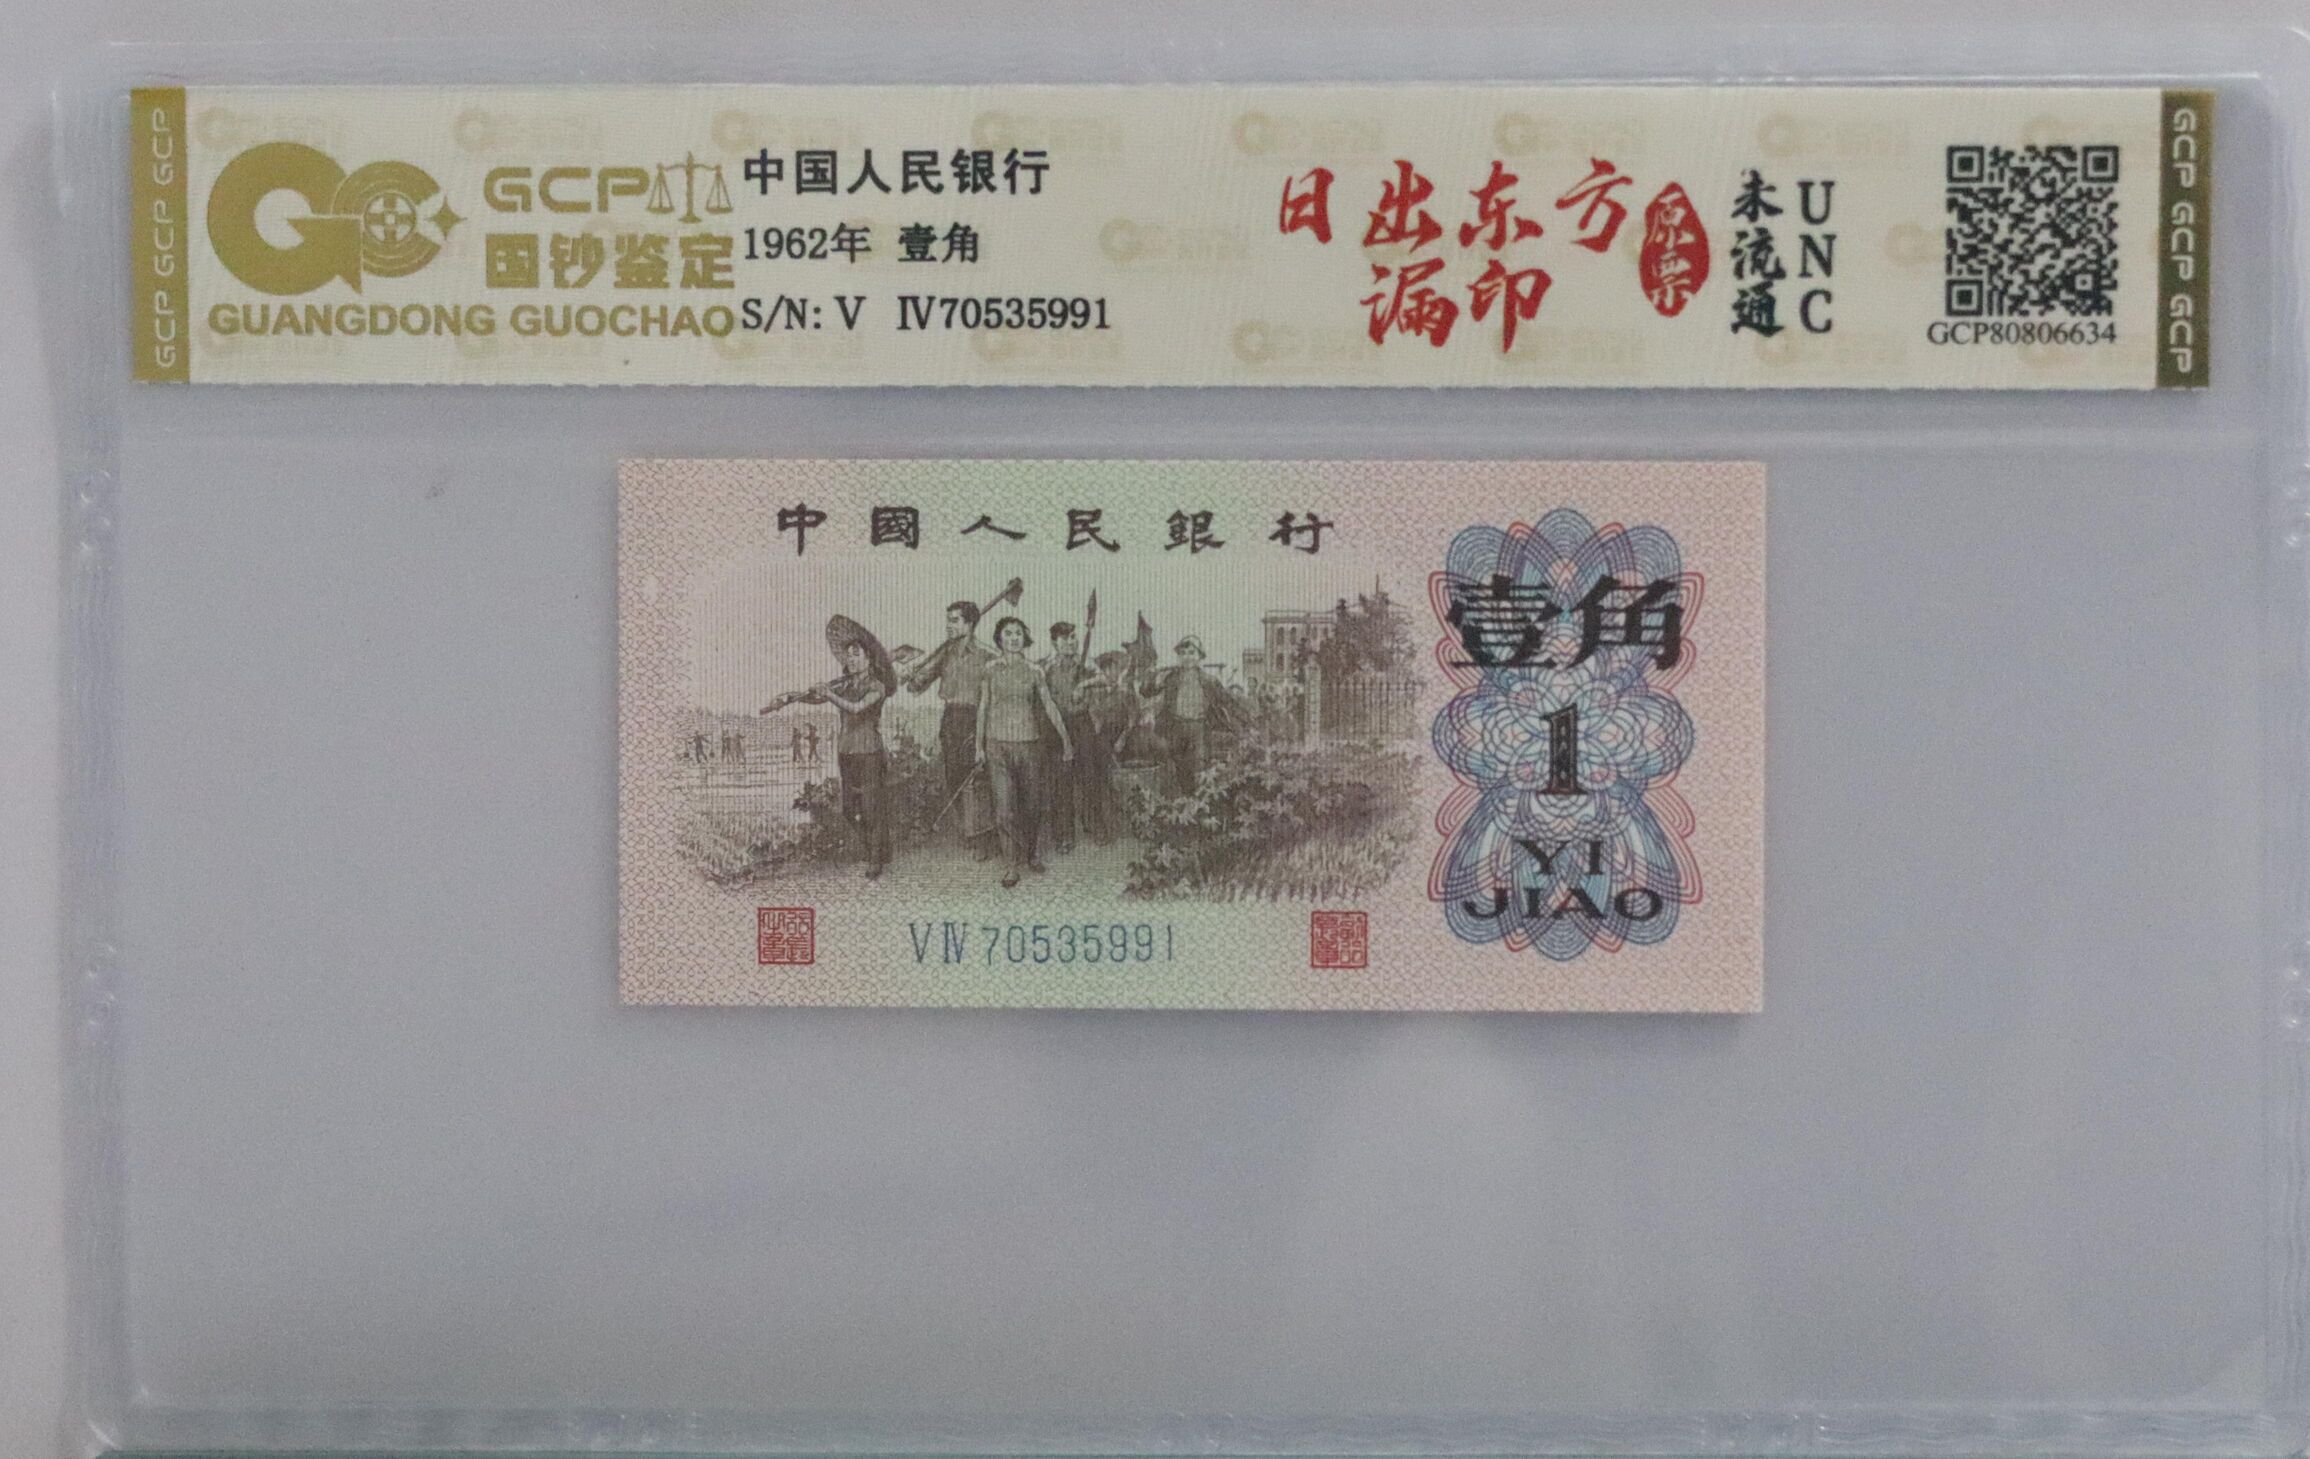 GCP GCP GCP
GCP
国钞鉴定
GUANGDONG GUOCHAO
中国人民银行
1962年 壹角
S/N: V IV70535991
日出东方
漏印
原票
未流通
UNC
GCP80806634
GCP GCP GCP
中國人民銀行
壹角
1
YI
JIAO
V IV 70535991